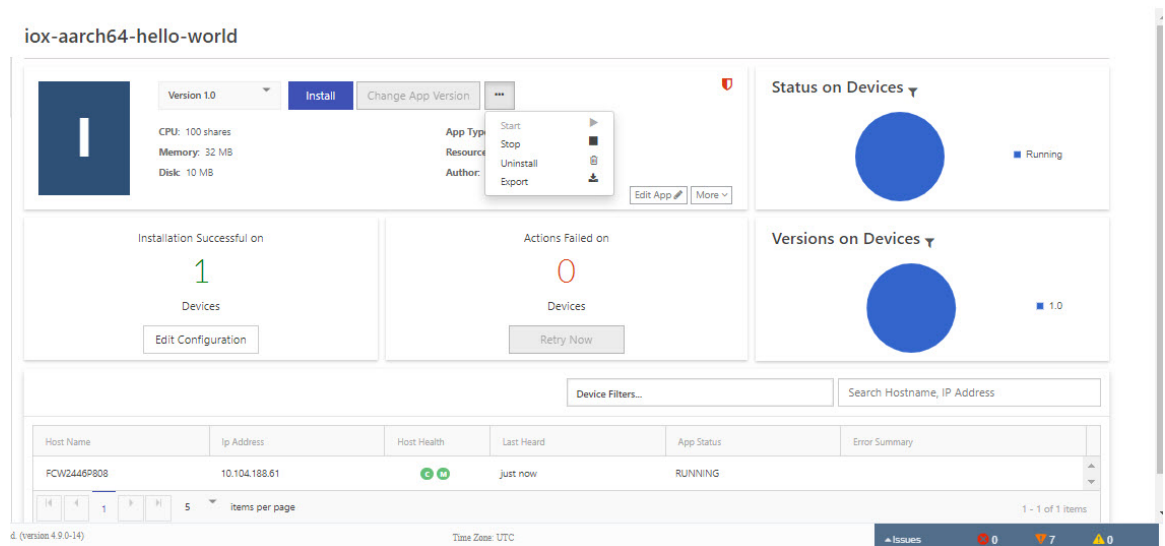 iox-aarch64-hello-world
I
Version 1.0
Install
Change App Version
...
CPU: 100 shares
Memory: 32 MB
Disk: 10 MB
App Typ
Resource
Author:
Start
Stop
Uninstall
Export
Edit App
More
Status on Devices
Running
Installation Successful on
1
Devices
Edit Configuration
Actions Failed on
0
Devices
Retry Now
Versions on Devices
1.0
Device Filters...
Search Hostname, IP Address
Host Name Ip Address Host Health Last Heard App Status Error Summary
FCW2446P808 10.104.188.61 C M just now RUNNING
1 5 items per page 1 - 1 of 1 items
d. (version 4.9.0-14) Time Zone: UTC Issues 0 7 0